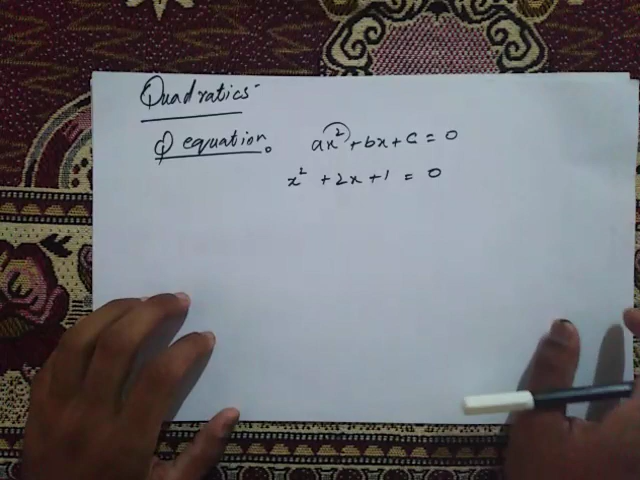 Quadratics -
Q equation. ax² + bx + c = 0
x² + 2x + 1 = 0